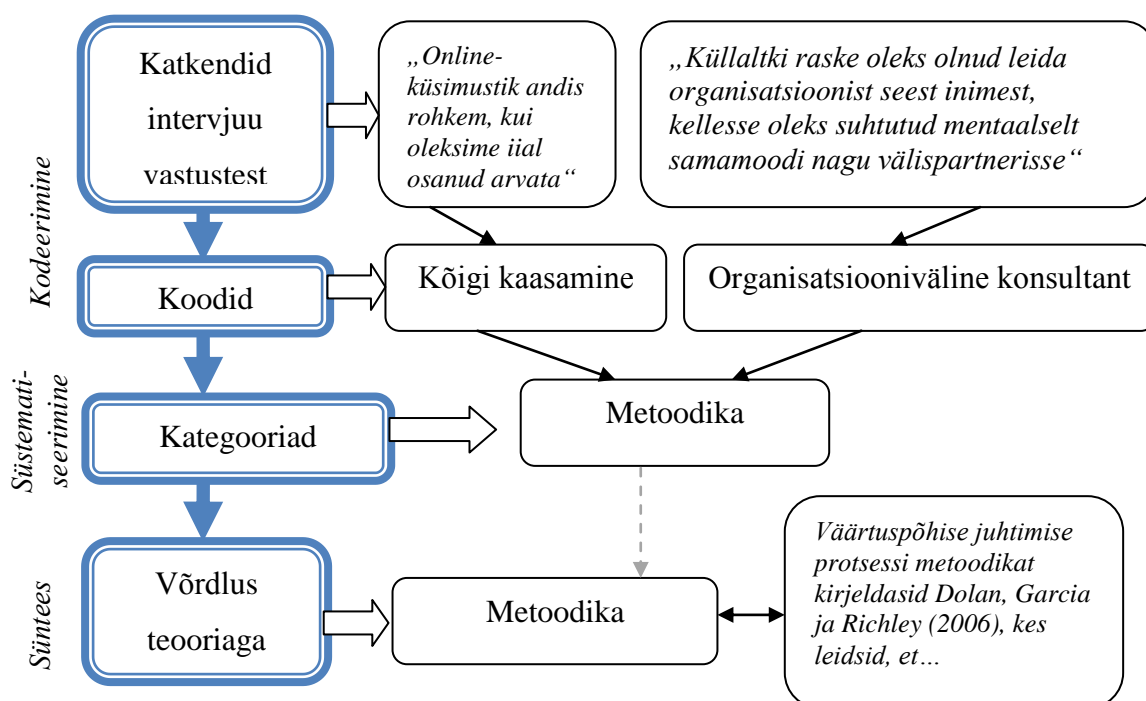 Katkendid
intervjuu
vastustest
„Online-
küsimustik andis
rohkem, kui
oleksime iial
osanud arvata“
„Küllaltki raske oleks olnud leida
organisatsioonist seest inimest,
kellesse oleks suhtutud mentaalselt
samamoodi nagu välispartnerisse“
Kodeerimine
Koodid
Kõigi kaasamine
Organisatsiooniväline konsultant
Süstemati-
seerimine
Kategooriad
Metoodika
Süntees
Võrdlus
teooriaga
Metoodika
Väärtuspõhise juhtimise
protsessi metoodikat
kirjeldasid Dolan, Garcia
ja Richley (2006), kes
leidsid, et…